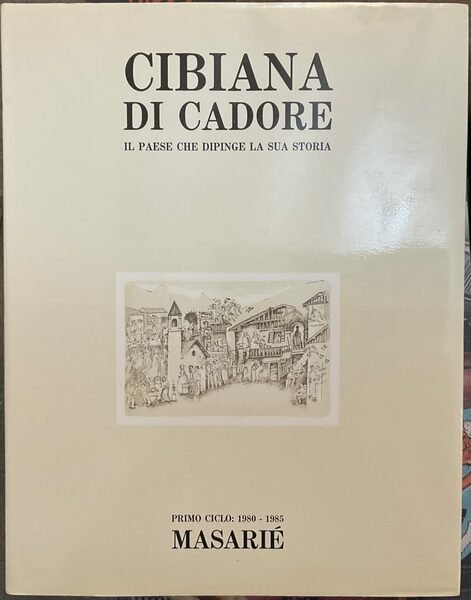 CIBIANA
DI CADORE
IL PAESE CHE DIPINGE LA SUA STORIA
PRIMO CICLO: 1980 - 1985
MASARIÉ